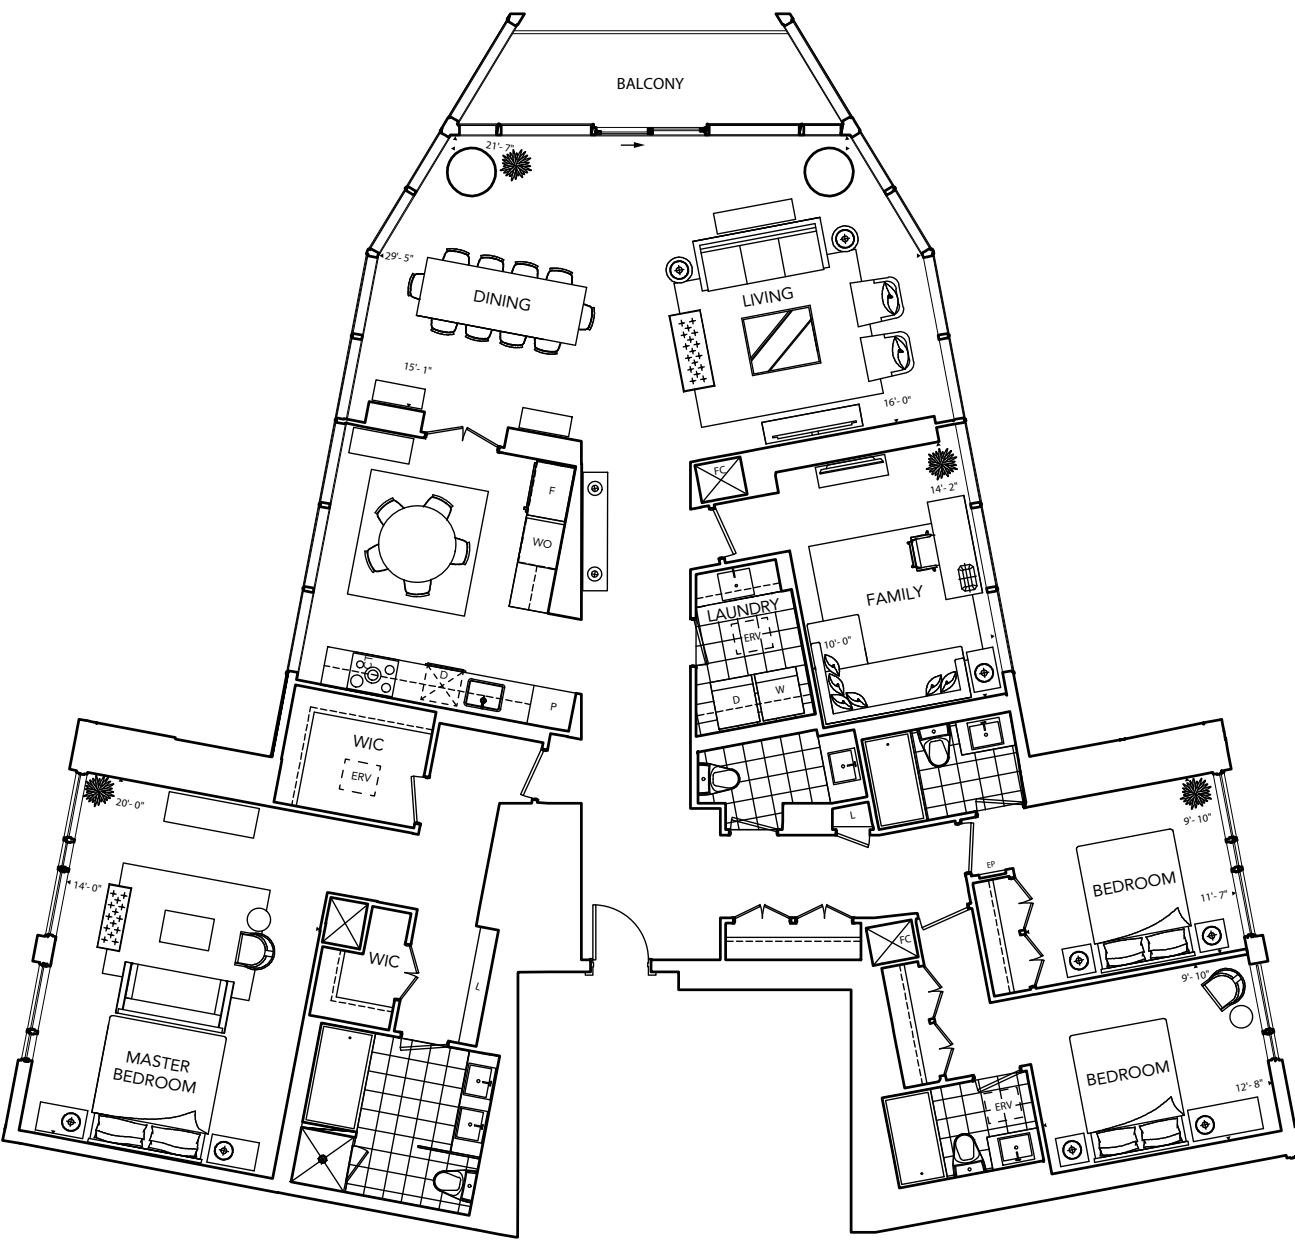 BALCONY
21'- 7"
29'- 5"
DINING
LIVING
15'- 1"
16'- 0"
FC
14'- 2"
F
WO
FAMILY
LAUNDRY
ERV
10'- 0"
D
D
W
P
WIC
ERV
20'- 0"
L
9'- 10"
EP
14'- 0"
BEDROOM
11'- 7"
FC
WIC
L
9'- 10"
MASTER
BEDROOM
BEDROOM
12'- 8"
ERV